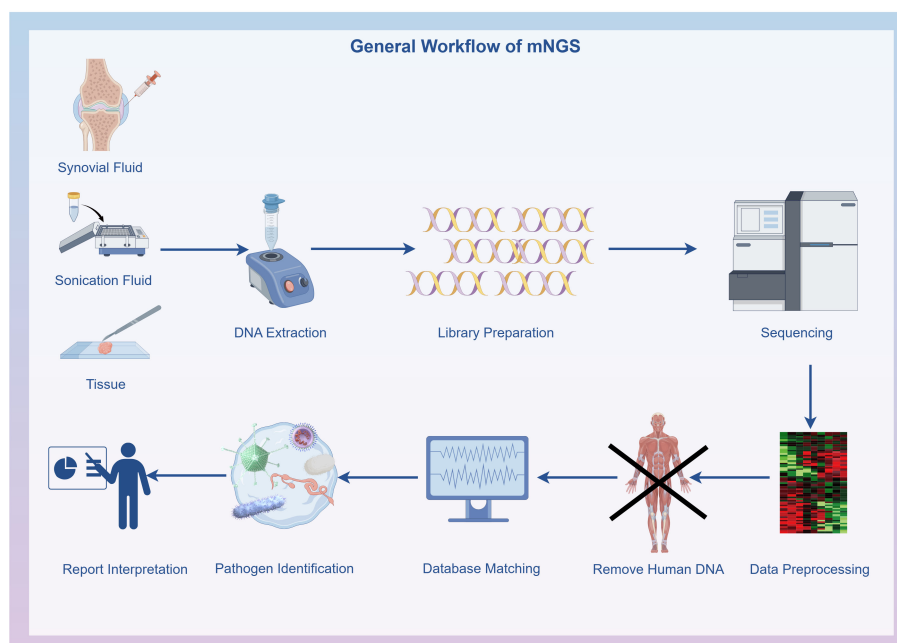 General Workflow of mNGS
Synovial Fluid
Sonication Fluid
Tissue
DNA Extraction
Library Preparation
Sequencing
Data Preprocessing
Remove Human DNA
Database Matching
Pathogen Identification
Report Interpretation